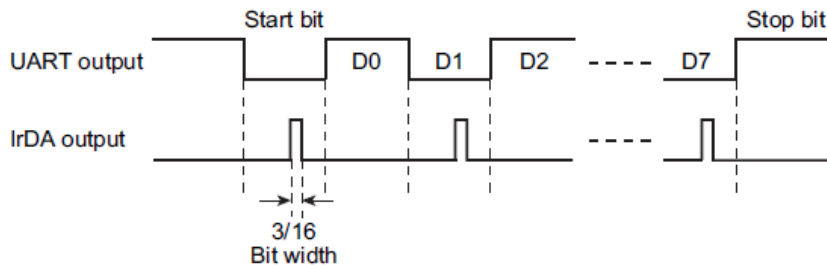 Start bit
Stop bit
UART output
D0
D1
D2
D7
IrDA output
3/16
Bit width